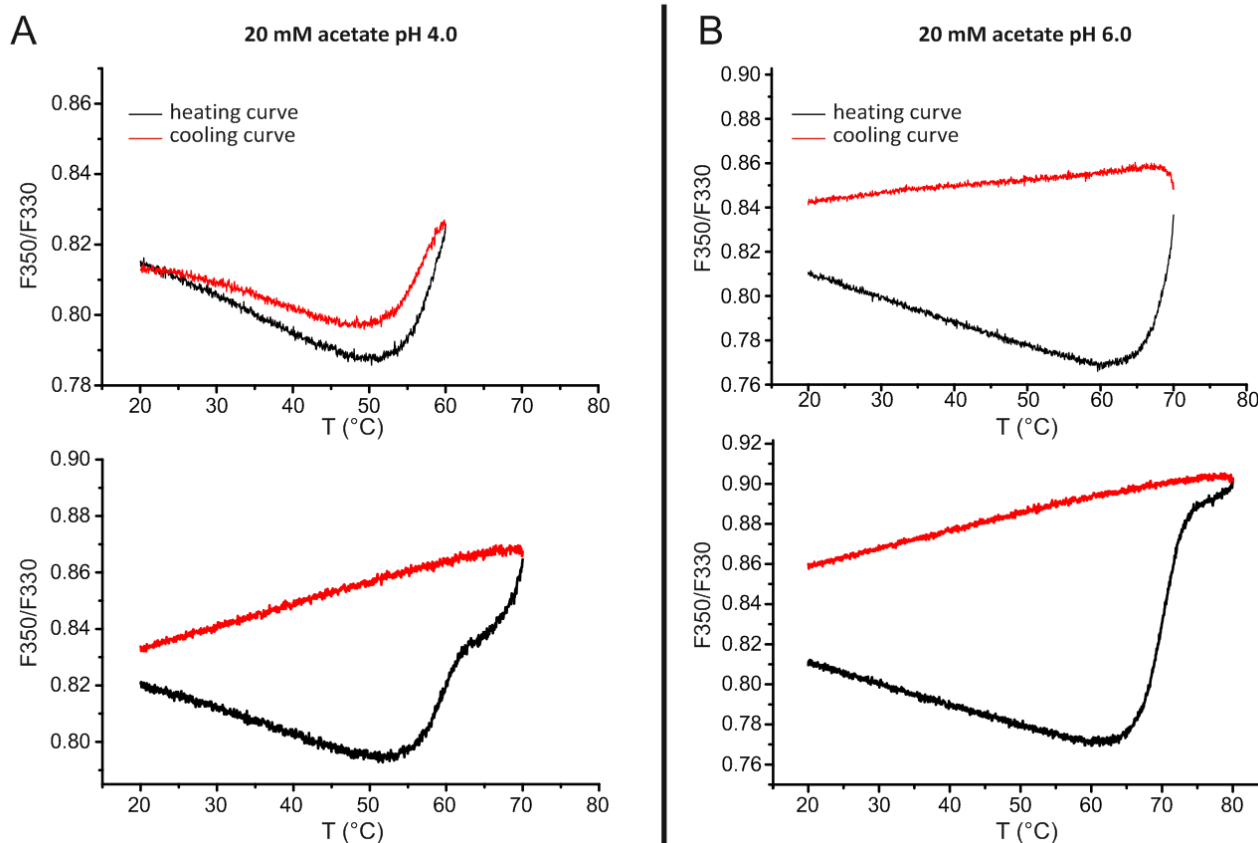 A
20 mM acetate pH 4.0
heating curve
cooling curve
F350/F330
0.86
0.84
0.82
0.80
0.78
20 30 40 50 60 70 80
T (°C)
F350/F330
0.90
0.88
0.86
0.84
0.82
0.80
20 30 40 50 60 70 80
T (°C)
B
20 mM acetate pH 6.0
heating curve
cooling curve
F350/F330
0.90
0.88
0.86
0.84
0.82
0.80
0.78
0.76
20 30 40 50 60 70 80
T (°C)
F350/F330
0.92
0.90
0.88
0.86
0.84
0.82
0.80
0.78
0.76
20 30 40 50 60 70 80
T (°C)